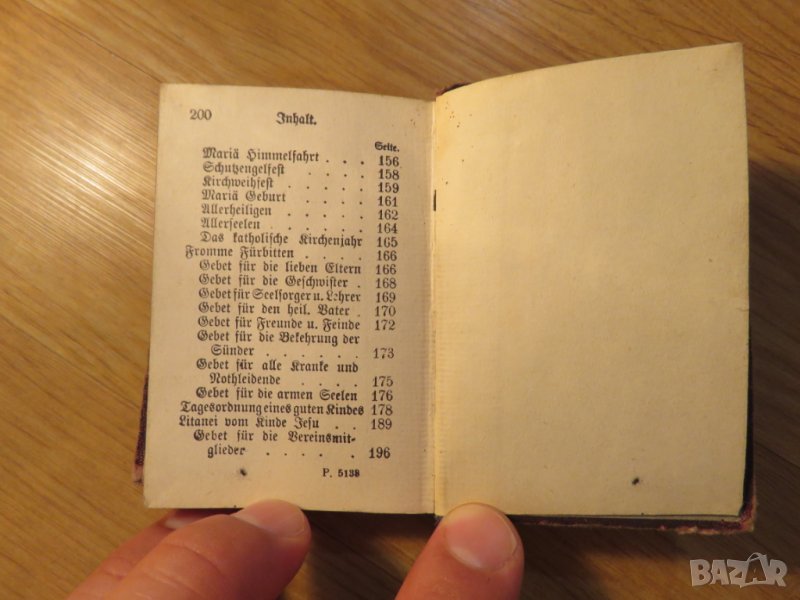 200 Inhalt.
Seite.
Mariä Himmelfahrt . . . 156
Schutzengelfest . . . . 158
Kirchweihfest . . . . 159
Mariä Geburt . . . . 161
Allerheiligen . . . . 162
Allerseelen . . . . 164
Das katholische Kirchenjahr 165
Fromme Fürbitten . . . . 166
Gebet für die lieben Eltern 166
Gebet für die Geschwister . 168
Gebet für Seelsorger u. Lehrer 169
Gebet für den heil. Vater . 170
Gebet für Freunde u. Feinde 172
Gebet für die Bekehrung der
Sünder . . . . . . 173
Gebet für alle Kranke und
Notleidende . . . . 175
Gebet für die armen Seelen 176
Tagesordnung eines guten Kindes 178
Litanei vom Kinde Jesu . . 189
Gebet für die Vereinsmit-
glieder . . . . . 196
P. 5138
BAZAR